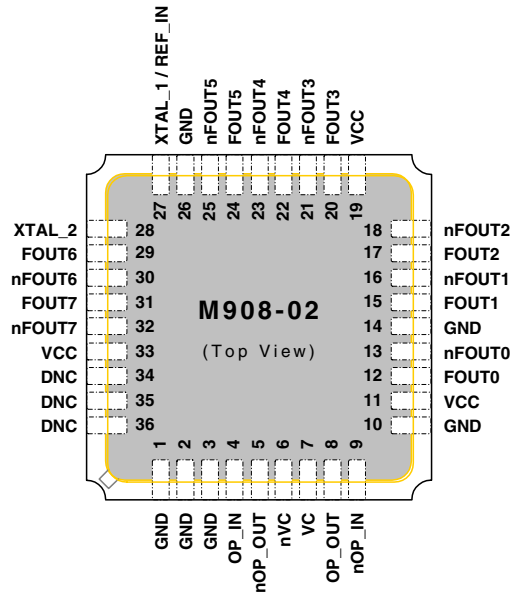 XTAL_1 / REF_IN
GND
nFOUT5
FOUT5
nFOUT4
FOUT4
nFOUT3
FOUT3
VCC
27
26
25
24
23
22
21
20
19
XTAL_2 28
FOUT6 29
nFOUT6 30
FOUT7 31
nFOUT7 32
VCC 33
DNC 34
DNC 35
DNC 36
M908-02
(Top View)
18 nFOUT2
17 FOUT2
16 nFOUT1
15 FOUT1
14 GND
13 nFOUT0
12 FOUT0
11 VCC
10 GND
1
2
3
4
5
6
7
8
9
GND
GND
GND
OP_IN
nOP_OUT
nVC
VC
OP_OUT
nOP_IN